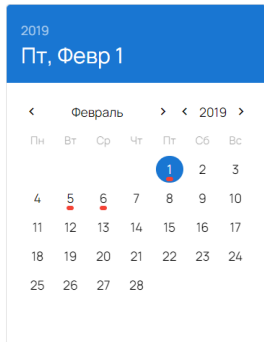 2019
Пт, Февр 1
‹ Февраль › ‹ 2019 ›
Пн Вт Ср Чт Пт Сб Вс
1 2 3
4 5 6 7 8 9 10
11 12 13 14 15 16 17
18 19 20 21 22 23 24
25 26 27 28